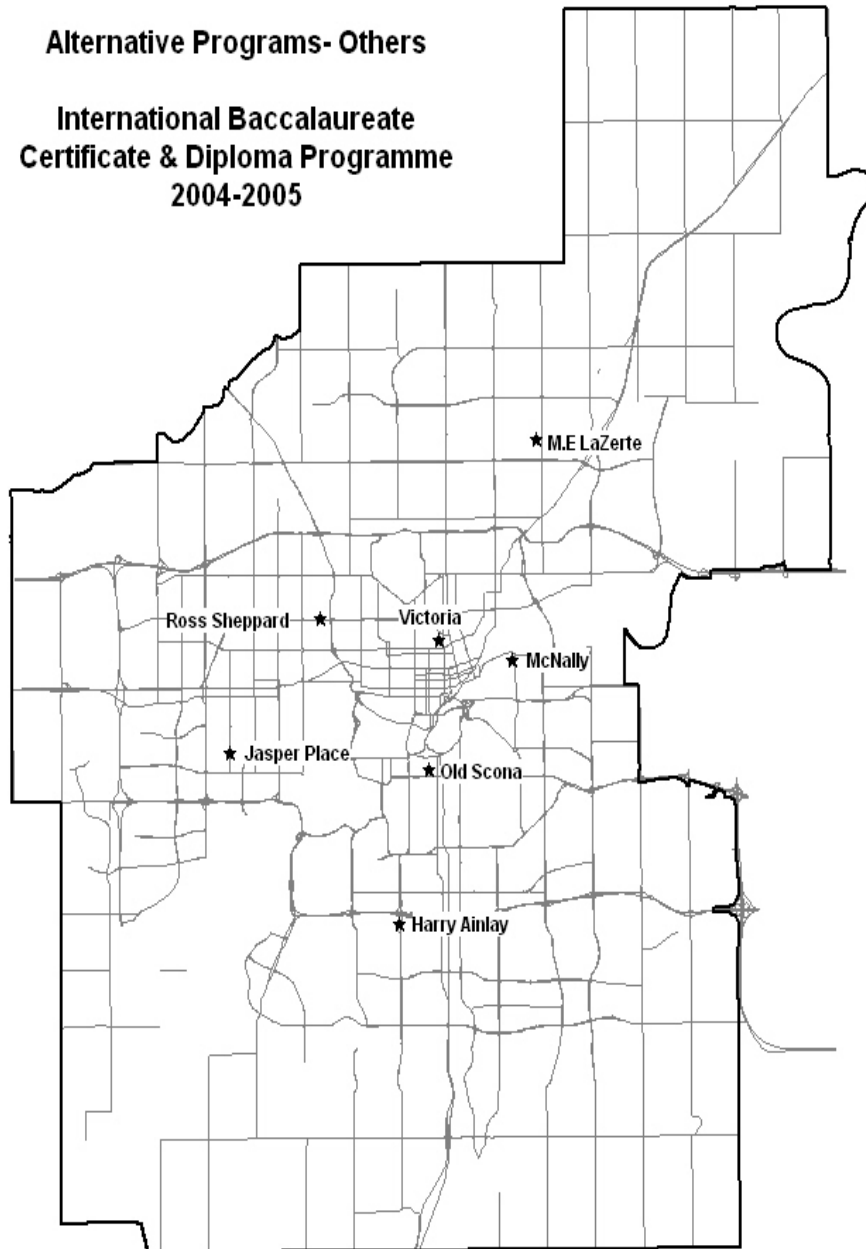 Alternative Programs- Others
International Baccalaureate
Certificate & Diploma Programme
2004-2005
M.E LaZerte
Ross Sheppard
Victoria
McNally
Jasper Place
Old Scona
Harry Ainlay